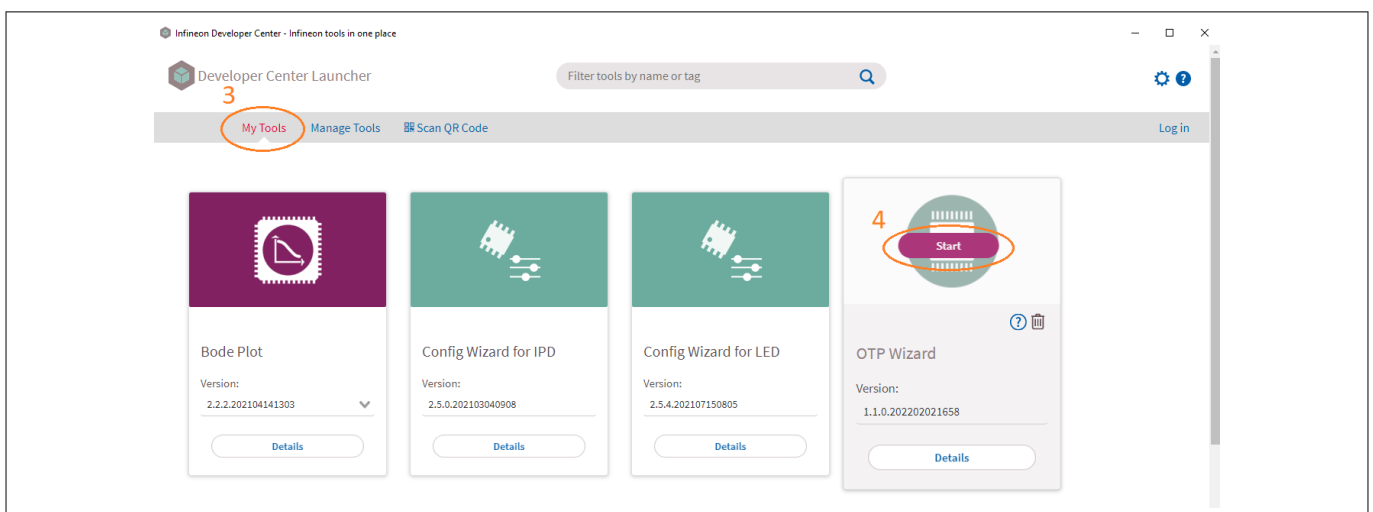 Infineon Developer Center - Infineon tools in one place
Developer Center Launcher
Filter tools by name or tag
3
My Tools
Manage Tools
Scan QR Code
Log in
4
Start
Bode Plot
Version:
2.2.2.202104141303
Details
Config Wizard for IPD
Version:
2.5.0.202103040908
Details
Config Wizard for LED
Version:
2.5.4.202107150805
Details
OTP Wizard
Version:
1.1.0.202202021658
Details